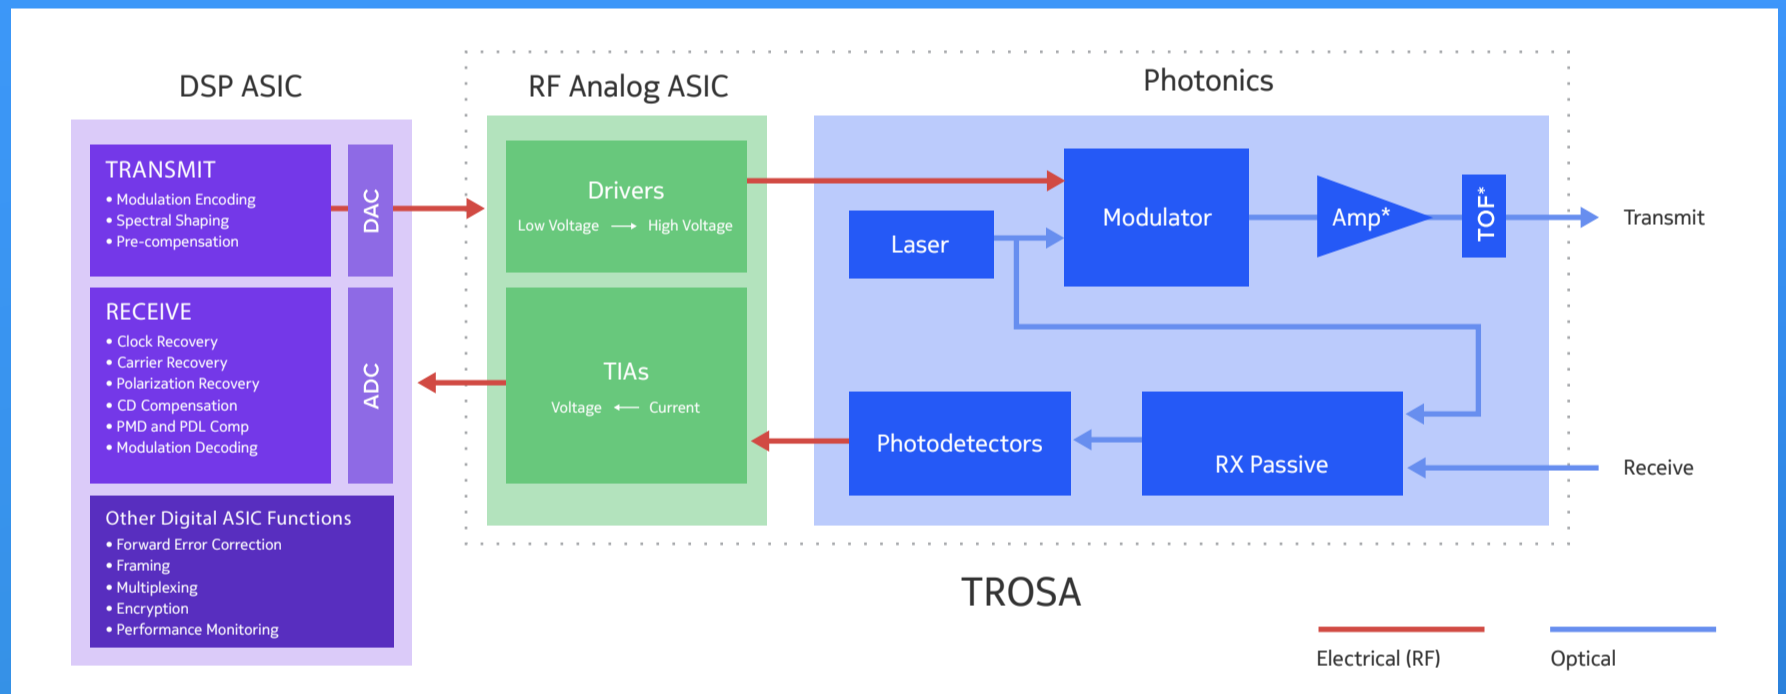 DSP ASIC
TRANSMIT
• Modulation Encoding
• Spectral Shaping
• Pre-compensation
DAC
RECEIVE
• Clock Recovery
• Carrier Recovery
• Polarization Recovery
• CD Compensation
• PMD and PDL Comp
• Modulation Decoding
ADC
Other Digital ASIC Functions
• Forward Error Correction
• Framing
• Multiplexing
• Encryption
• Performance Monitoring
RF Analog ASIC
Drivers
Low Voltage → High Voltage
TIAs
Voltage ← Current
Photonics
Laser
Modulator
Amp*
TOF*
Transmit
Photodetectors
RX Passive
Receive
TROSA
Electrical (RF)
Optical